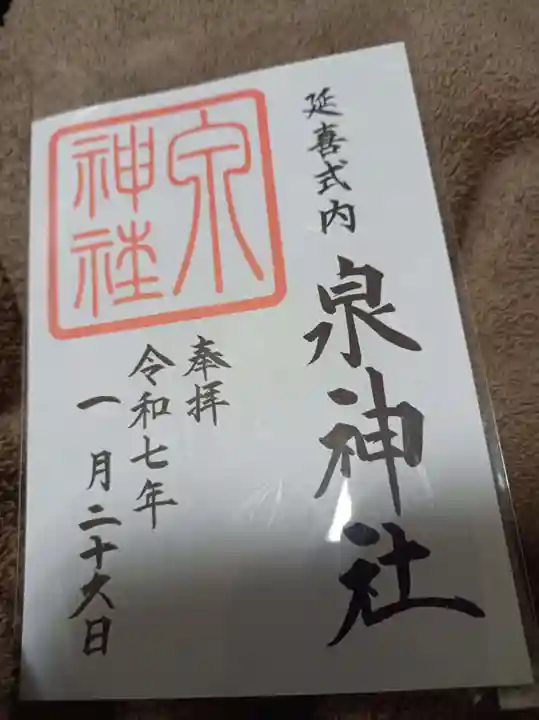 延喜式内
泉神社
奉拝
令和七年
一月二十六日
泉
神社